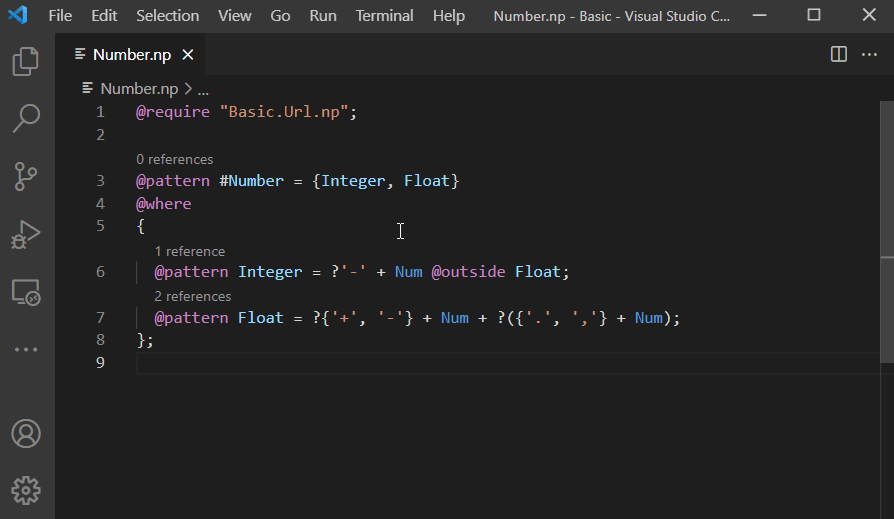 File Edit Selection View Go Run Terminal Help Number.np - Basic - Visual Studio C...
Number.np
Number.np > ...
1 @require "Basic.Url.np";
2
0 references
3 @pattern #Number = {Integer, Float}
4 @where
5 {
1 reference
6 @pattern Integer = ?'-' + Num @outside Float;
2 references
7 @pattern Float = ?{'+', '-'} + Num + ?({'.', ','} + Num);
8 };
9